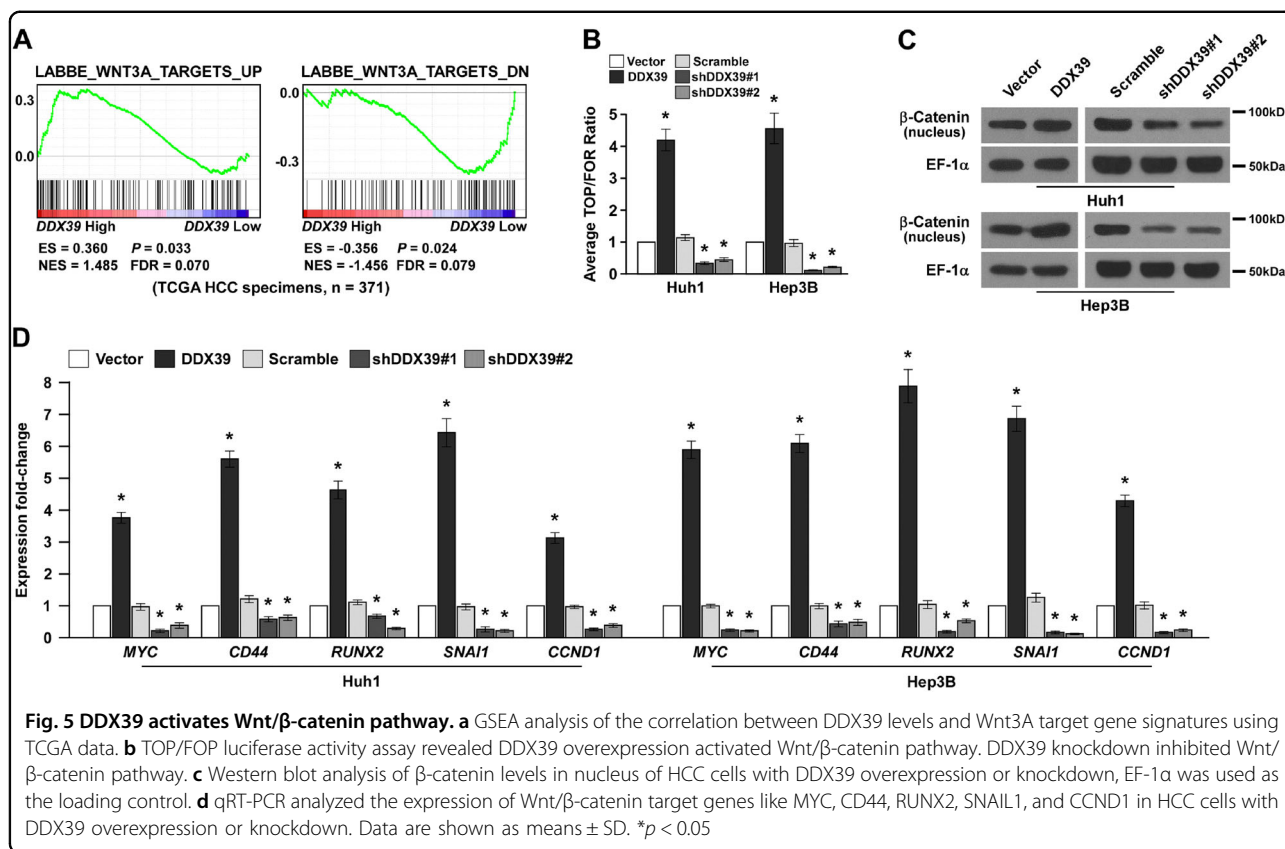 A
LABBE_WNT3A_TARGETS_UP
0.3
0.0
DDX39 High DDX39 Low
ES = 0.360 P = 0.033
NES = 1.485 FDR = 0.070
LABBE_WNT3A_TARGETS_DN
0.0
-0.3
DDX39 High DDX39 Low
ES = -0.356 P = 0.024
NES = -1.456 FDR = 0.079
(TCGA HCC specimens, n = 371)
B
Vector Scramble
DDX39 shDDX39#1
shDDX39#2
Average TOP/FOR Ratio
5
4
3
2
1
0
* * * * * *
Huh1 Hep3B
C
Vector DDX39 Scramble shDDX39#1 shDDX39#2
β-Catenin
(nucleus)
100kD
EF-1α
50kDa
Huh1
β-Catenin
(nucleus)
100kD
EF-1α
50kDa
Hep3B
D
Vector DDX39 Scramble shDDX39#1 shDDX39#2
Expression fold-change
8
7
6
5
4
3
2
1
0
* * * * * * * * * * * * * * * * * * * * * * * * * * * * * *
MYC CD44 RUNX2 SNAI1 CCND1 MYC CD44 RUNX2 SNAI1 CCND1
Huh1 Hep3B
Fig. 5 DDX39 activates Wnt/β-catenin pathway. a GSEA analysis of the correlation between DDX39 levels and Wnt3A target gene signatures using
TCGA data. b TOP/FOP luciferase activity assay revealed DDX39 overexpression activated Wnt/β-catenin pathway. DDX39 knockdown inhibited Wnt/
β-catenin pathway. c Western blot analysis of β-catenin levels in nucleus of HCC cells with DDX39 overexpression or knockdown, EF-1α was used as
the loading control. d qRT-PCR analyzed the expression of Wnt/β-catenin target genes like MYC, CD44, RUNX2, SNAIL1, and CCND1 in HCC cells with
DDX39 overexpression or knockdown. Data are shown as means ± SD. *p < 0.05